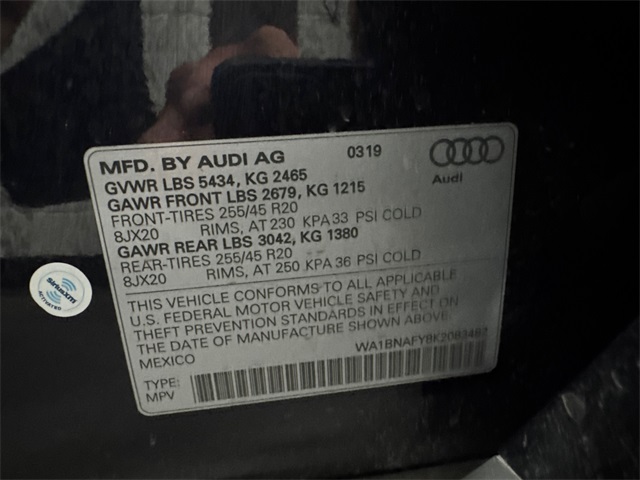 MFD. BY AUDI AG 0319
Audi
GVWR LBS 5434, KG 2465
GAWR FRONT LBS 2679, KG 1215
FRONT-TIRES 255/45 R20
8JX20 RIMS, AT 230 KPA 33 PSI COLD
GAWR REAR LBS 3042, KG 1380
REAR-TIRES 255/45 R20
8JX20 RIMS, AT 250 KPA 36 PSI COLD
THIS VEHICLE CONFORMS TO ALL APPLICABLE
U.S. FEDERAL MOTOR VEHICLE SAFETY AND
THEFT PREVENTION STANDARDS IN EFFECT ON
THE DATE OF MANUFACTURE SHOWN ABOVE.
MEXICO
TYPE:
MPV
siriusxm
ACTIVATED